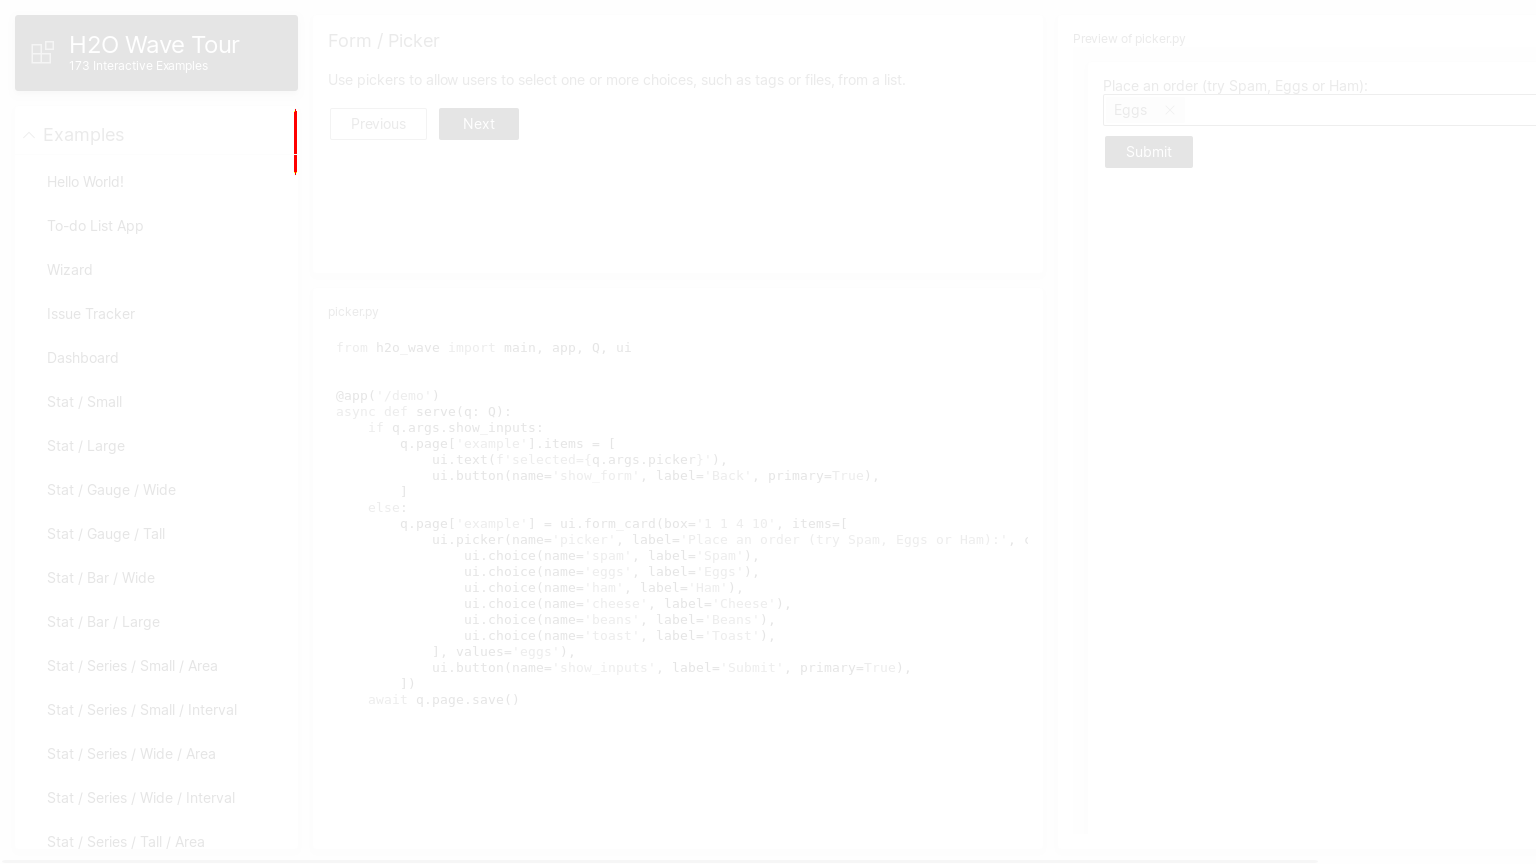 H2O Wave Tour
173 Interactive Examples
Examples
Hello World!
To-do List App
Wizard
Issue Tracker
Dashboard
Stat / Small
Stat / Large
Stat / Gauge / Wide
Stat / Gauge / Tall
Stat / Bar / Wide
Stat / Bar / Large
Stat / Series / Small / Area
Stat / Series / Small / Interval
Stat / Series / Wide / Area
Stat / Series / Wide / Interval
Stat / Series / Tall / Area
Form / Picker
Use pickers to allow users to select one or more choices, such as tags or files, from a list.
Previous Next
picker.py
from h2o_wave import main, app, Q, ui
@app('/demo')
async def serve(q: Q):
    if q.args.show_inputs:
        q.page['example'].items = [
            ui.text(f'selected={q.args.picker}'),
            ui.button(name='show_form', label='Back', primary=True),
        ]
    else:
        q.page['example'] = ui.form_card(box='1 1 4 10', items=[
            ui.picker(name='picker', label='Place an order (try Spam, Eggs or Ham):',
                ui.choice(name='spam', label='Spam'),
                ui.choice(name='eggs', label='Eggs'),
                ui.choice(name='ham', label='Ham'),
                ui.choice(name='cheese', label='Cheese'),
                ui.choice(name='beans', label='Beans'),
                ui.choice(name='toast', label='Toast'),
            ], values='eggs'),
            ui.button(name='show_inputs', label='Submit', primary=True),
        ])
    await q.page.save()
Preview of picker.py
Place an order (try Spam, Eggs or Ham):
Eggs
Submit